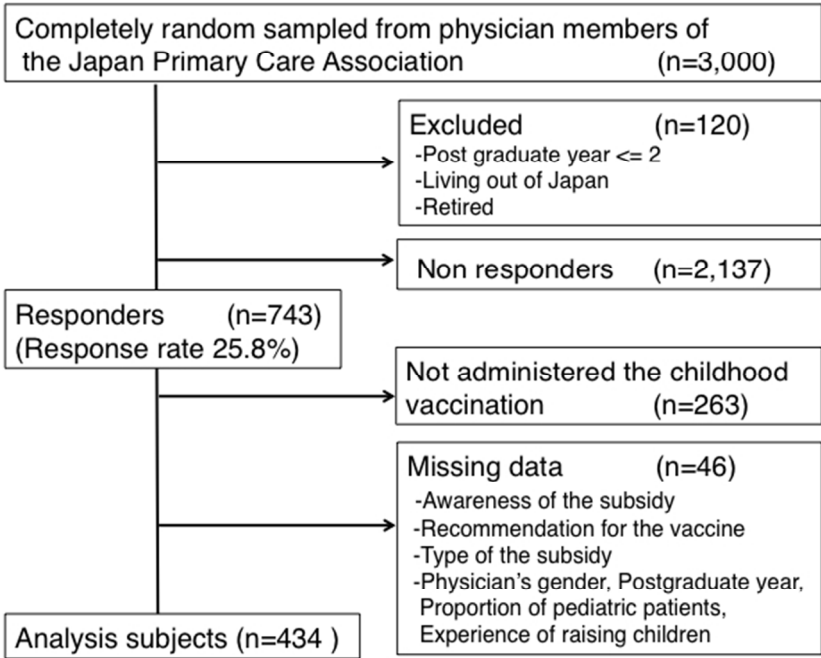 Completely random sampled from physician members of
the Japan Primary Care Association (n=3,000)
Excluded (n=120)
-Post graduate year <= 2
-Living out of Japan
-Retired
Non responders (n=2,137)
Responders (n=743)
(Response rate 25.8%)
Not administered the childhood
vaccination (n=263)
Missing data (n=46)
-Awareness of the subsidy
-Recommendation for the vaccine
-Type of the subsidy
-Physician's gender, Postgraduate year,
Proportion of pediatric patients,
Experience of raising children
Analysis subjects (n=434 )